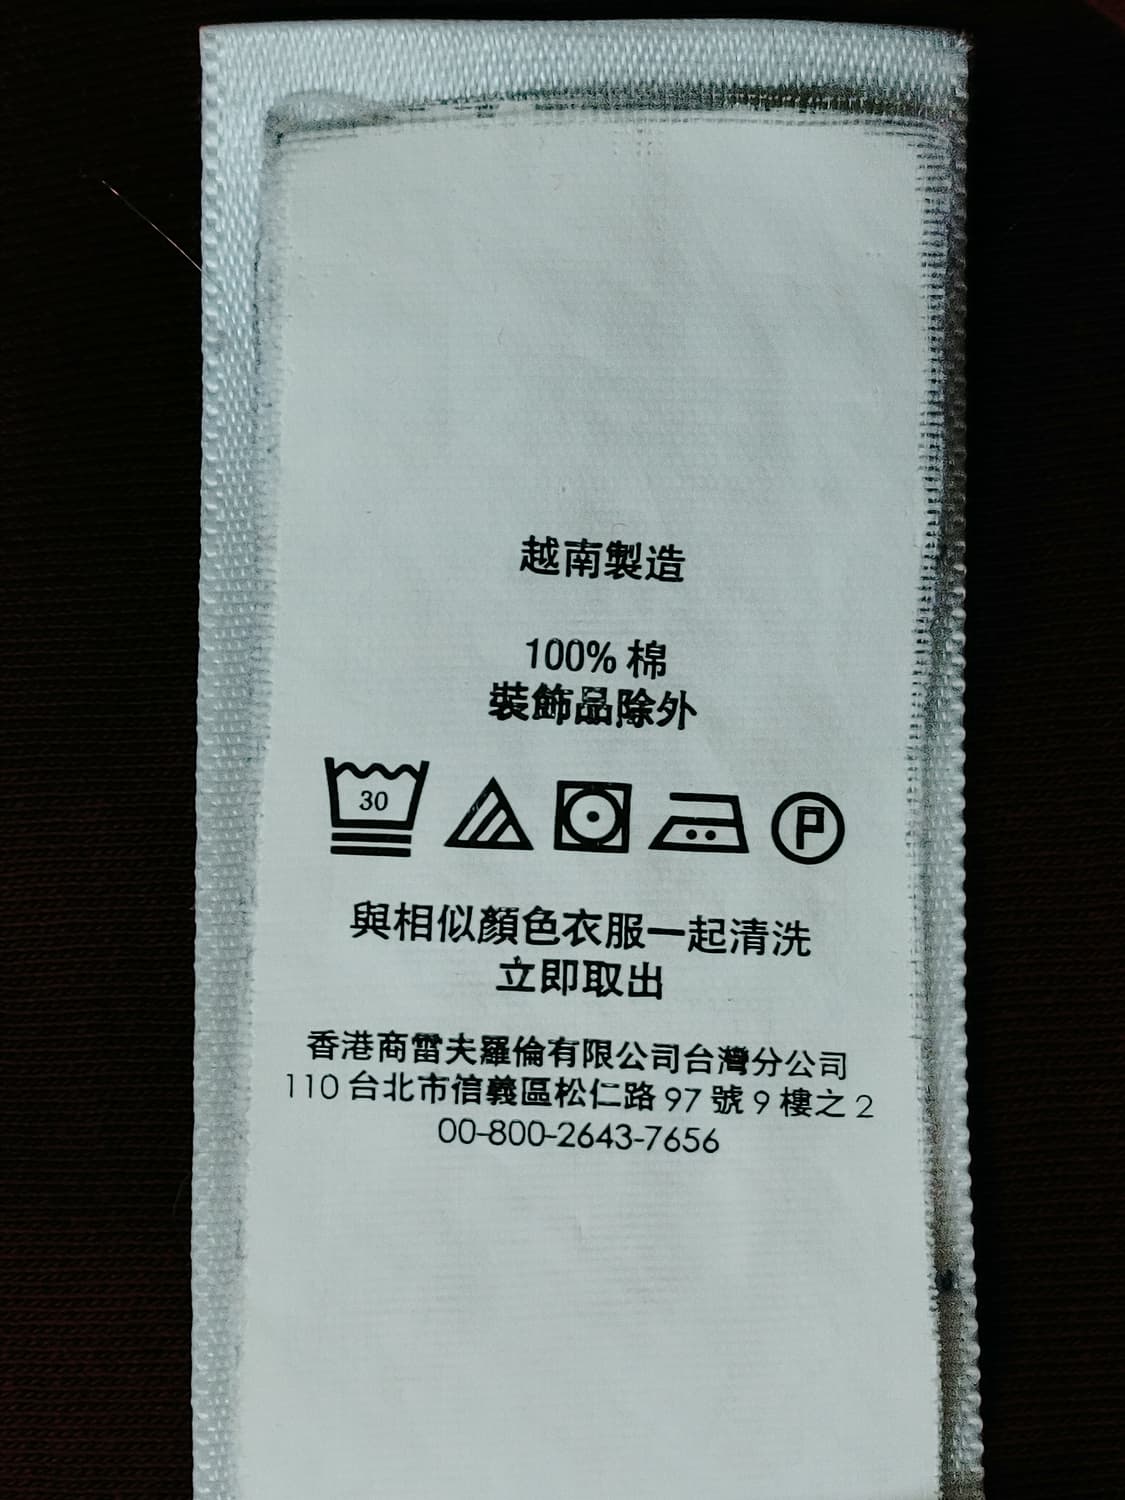 越南製造
100% 棉
裝飾品除外
30
P
與相似顏色衣服一起清洗
立即取出
香港商雷夫羅倫有限公司台灣分公司
110 台北市信義區松仁路 97 號 9 樓之 2
00-800-2643-7656